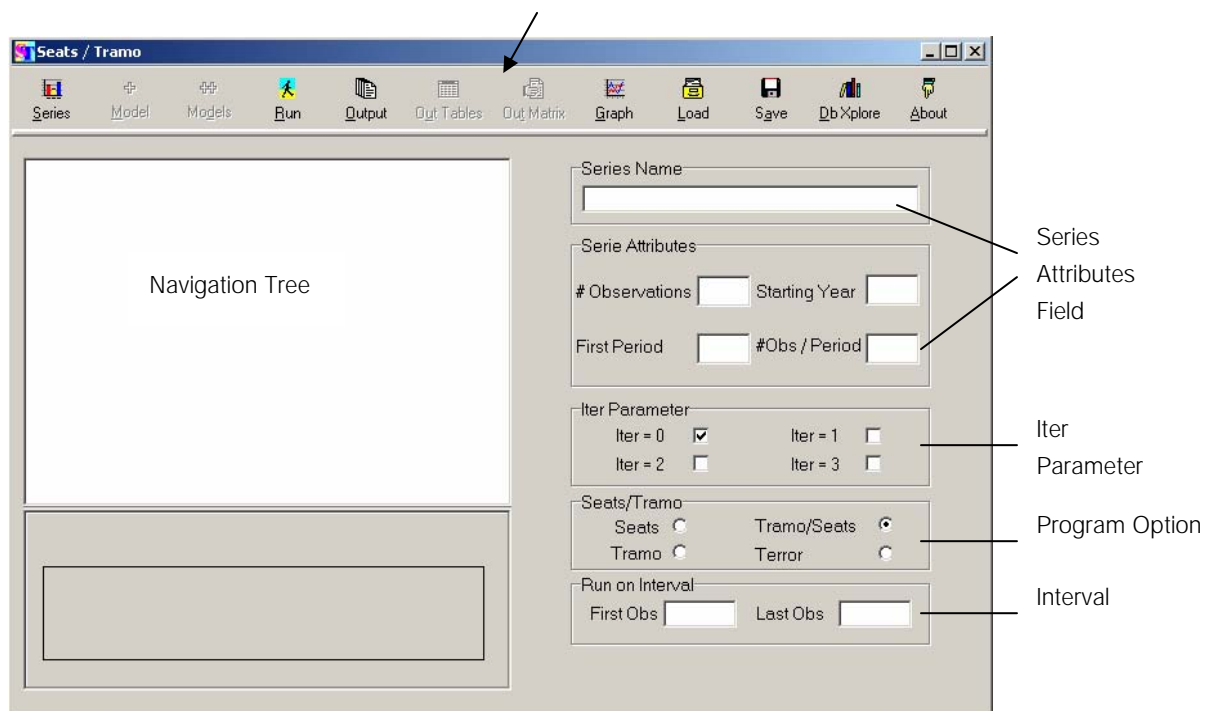 Seats / Tramo
Series Model Models Run Output Out Tables Out Matrix Graph Load Save Db Xplore About
Navigation Tree
Series Name
Serie Attributes
# Observations Starting Year
First Period #Obs / Period
Iter Parameter
Iter = 0 Iter = 1
Iter = 2 Iter = 3
Seats/Tramo
Seats Tramo/Seats
Tramo Terror
Run on Interval
First Obs Last Obs
Series
Attributes
Field
Iter
Parameter
Program Option
Interval